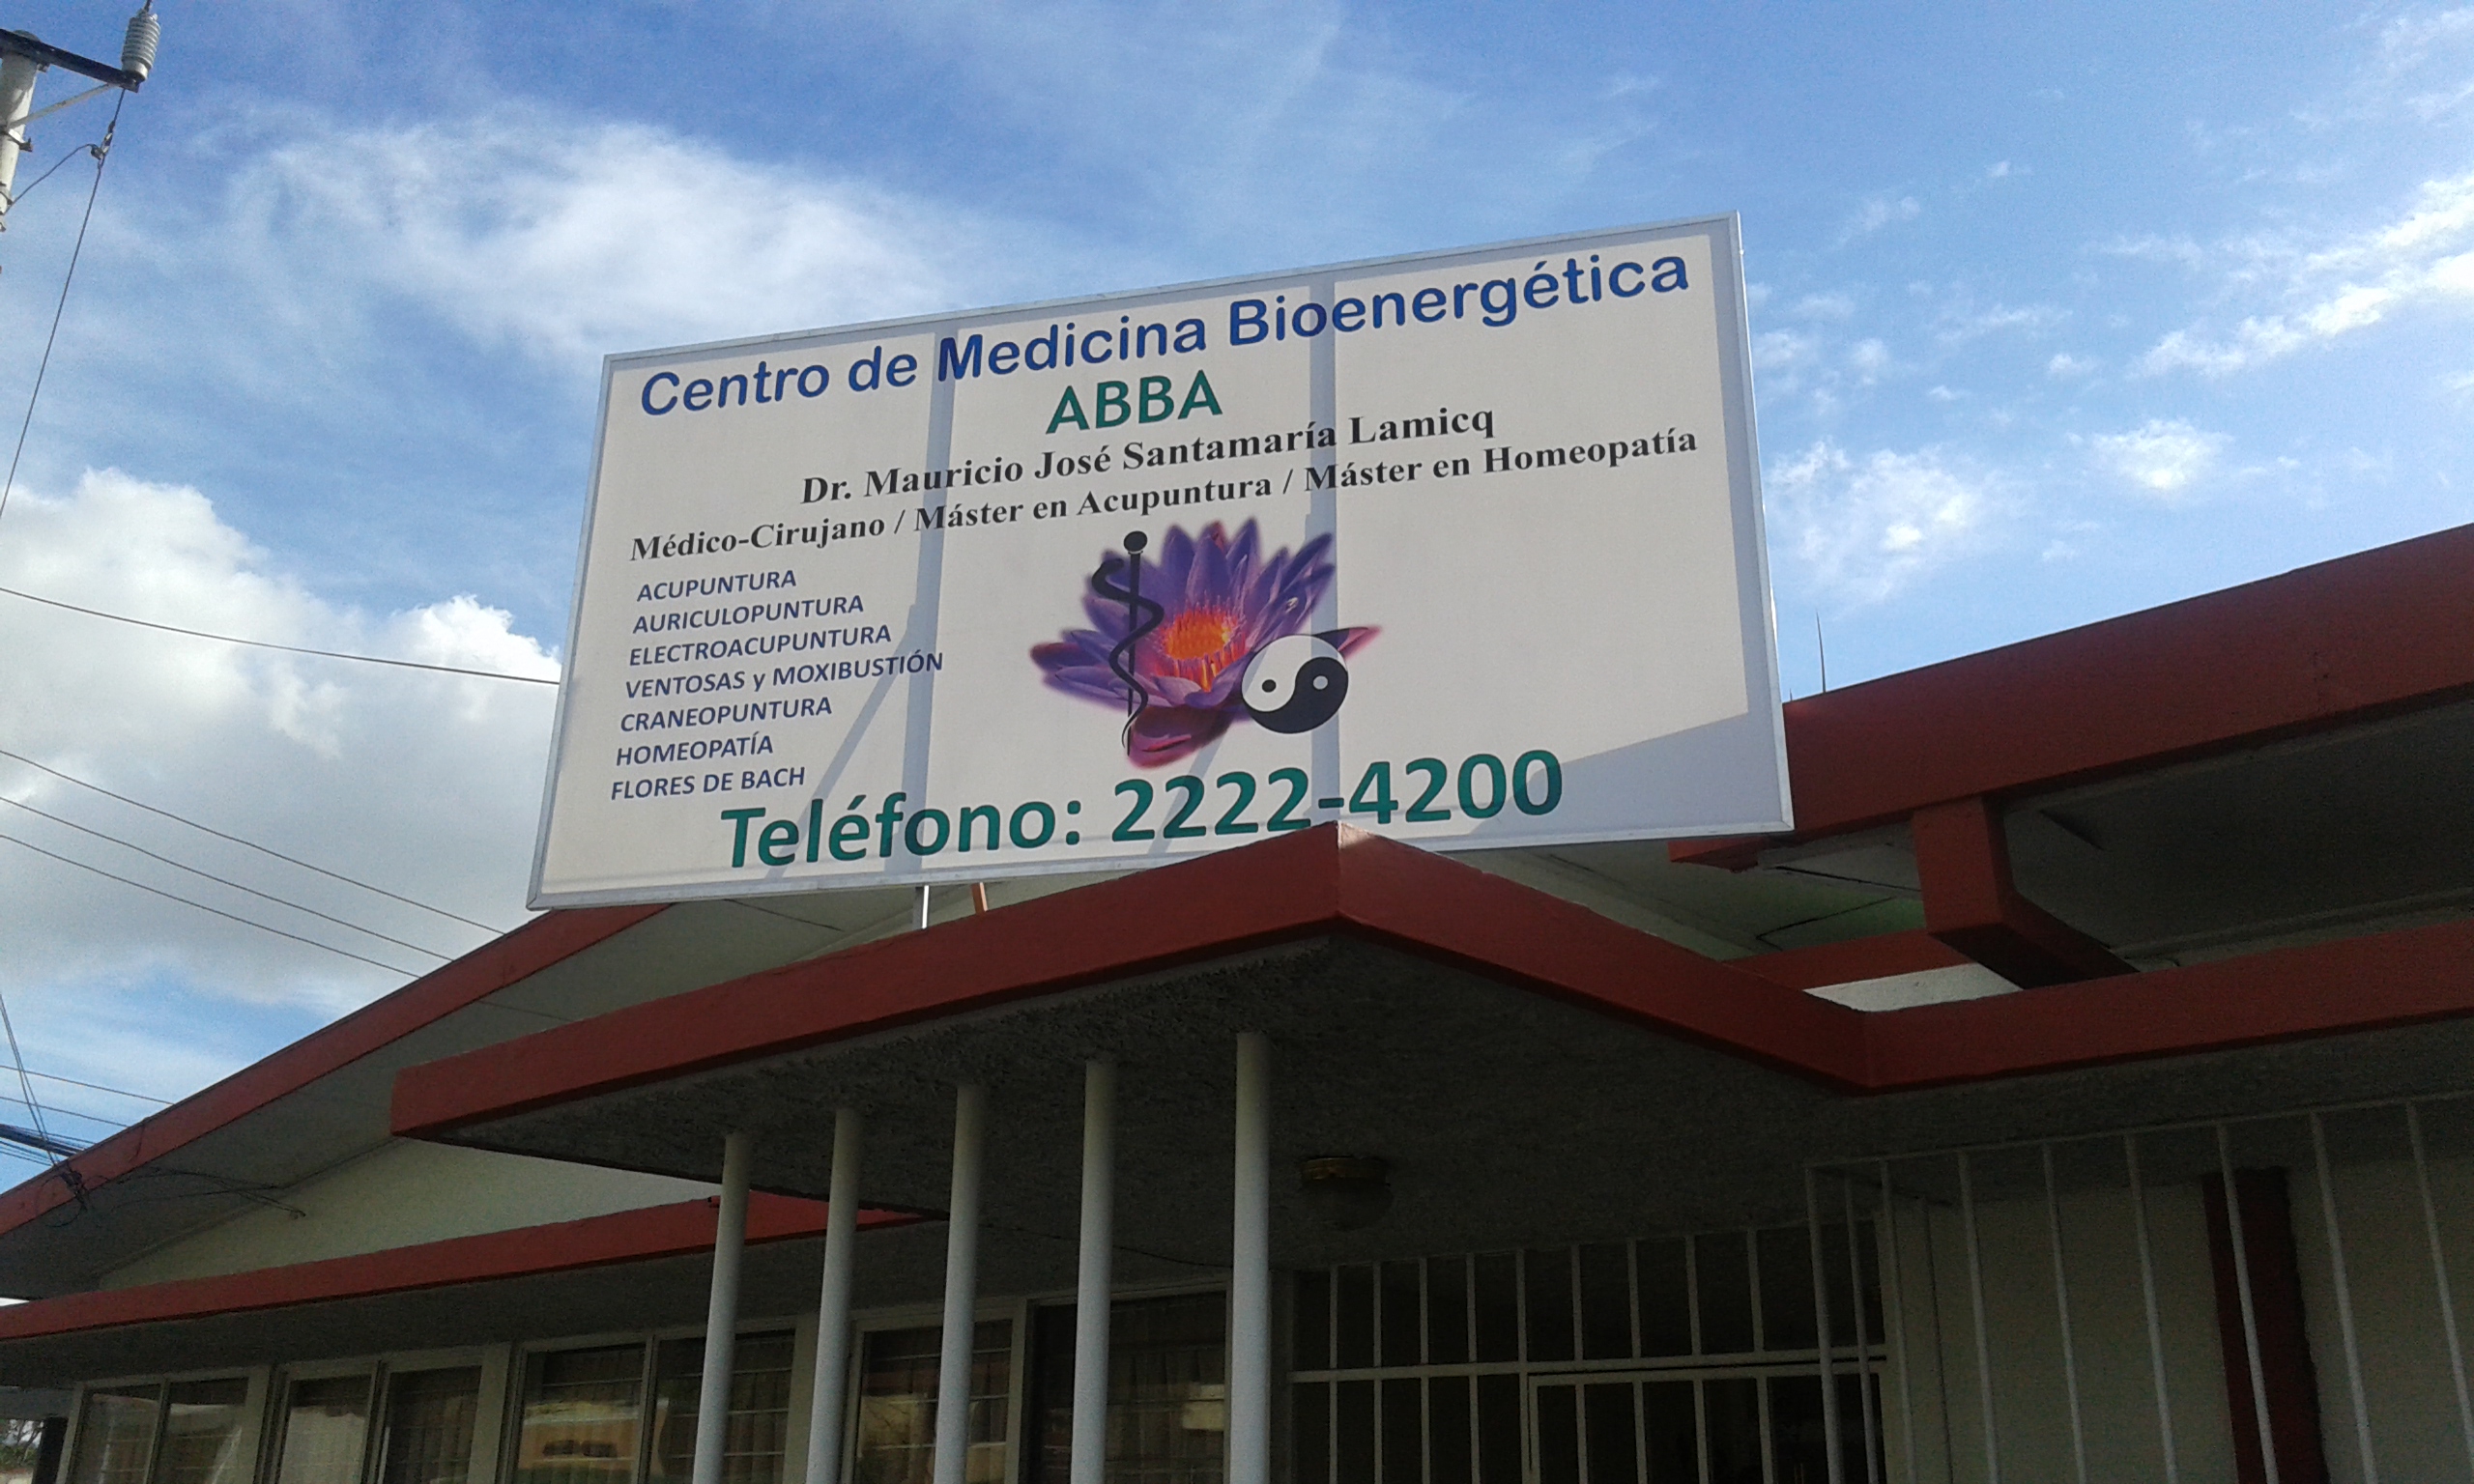 Centro de Medicina Bioenergética
ABBA
Dr. Mauricio José Santamaría Lamicq
Médico-Cirujano / Máster en Acupuntura / Máster en Homeopatía
ACUPUNTURA
AURICULOPUNTURA
ELECTROACUPUNTURA
VENTOSAS y MOXIBUSTIÓN
CRANEOPUNTURA
HOMEOPATÍA
FLORES DE BACH
Teléfono: 2222-4200